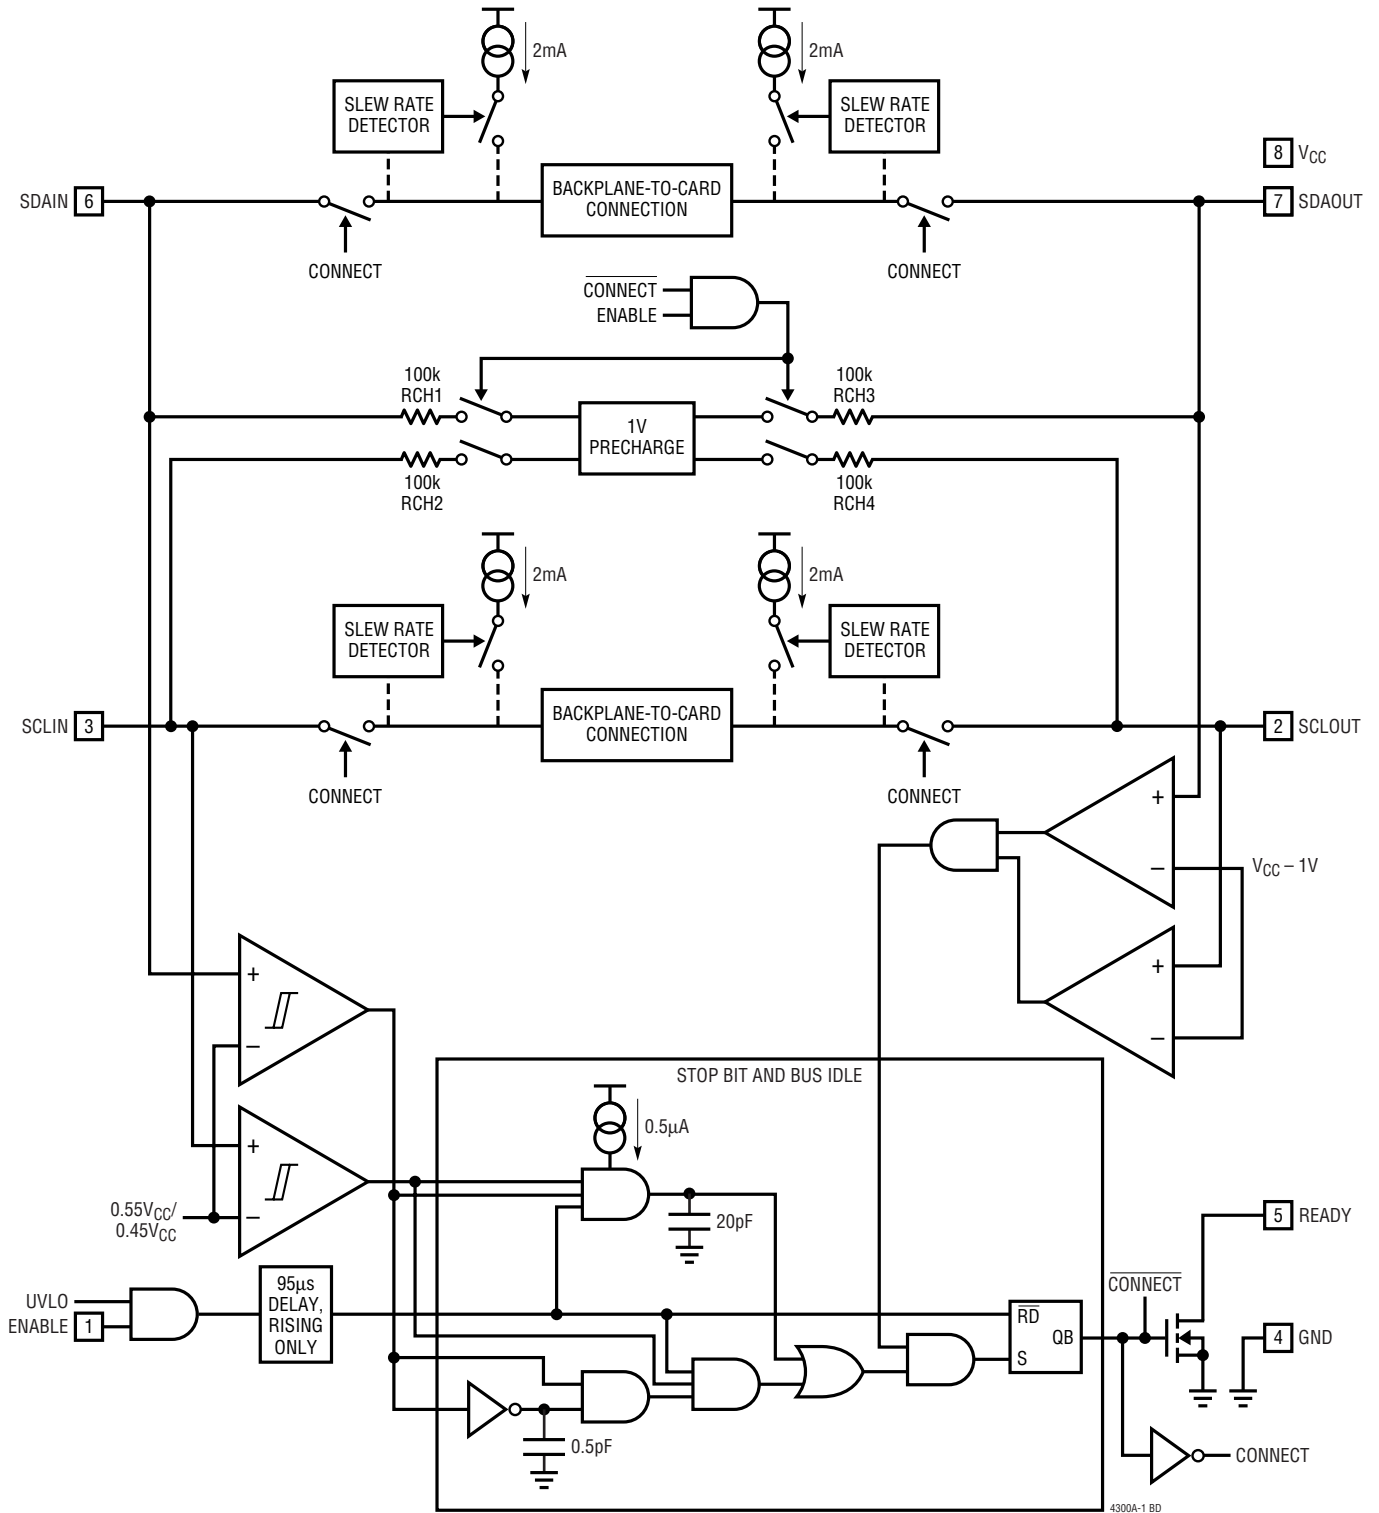 2mA
2mA
SLEW RATE
DETECTOR
SLEW RATE
DETECTOR
8 VCC
SDAIN 6
BACKPLANE-TO-CARD
CONNECTION
7 SDAOUT
CONNECT
CONNECT
CONNECT
ENABLE
100k
RCH1
100k
RCH3
1V
PRECHARGE
100k
RCH2
100k
RCH4
2mA
2mA
SLEW RATE
DETECTOR
SLEW RATE
DETECTOR
SCLIN 3
BACKPLANE-TO-CARD
CONNECTION
2 SCLOUT
CONNECT
CONNECT
+
–
VCC – 1V
+
–
+
–
STOP BIT AND BUS IDLE
0.5µA
+
–
0.55VCC/
0.45VCC
20pF
5 READY
UVLO
ENABLE 1
95µs
DELAY,
RISING
ONLY
CONNECT
RD
QB
S
4 GND
0.5pF
CONNECT
4300A-1 BD